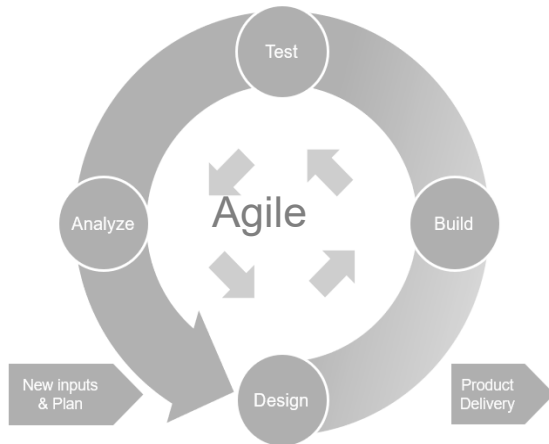 Test
Analyze
Agile
Build
New inputs
& Plan
Design
Product
Delivery